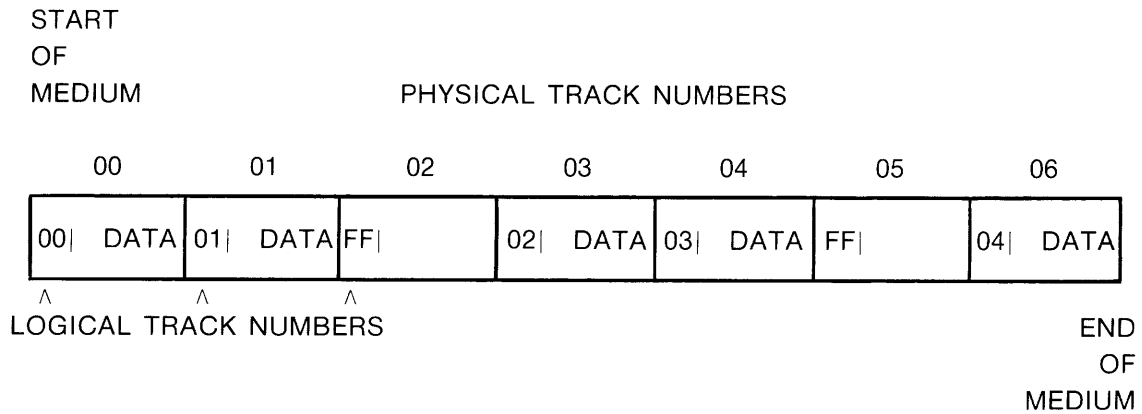 START
OF
MEDIUM
PHYSICAL TRACK NUMBERS
00 01 02 03 04 05 06
00| DATA 01| DATA FF| 02| DATA 03| DATA FF| 04| DATA
^ ^ ^
LOGICAL TRACK NUMBERS
END
OF
MEDIUM